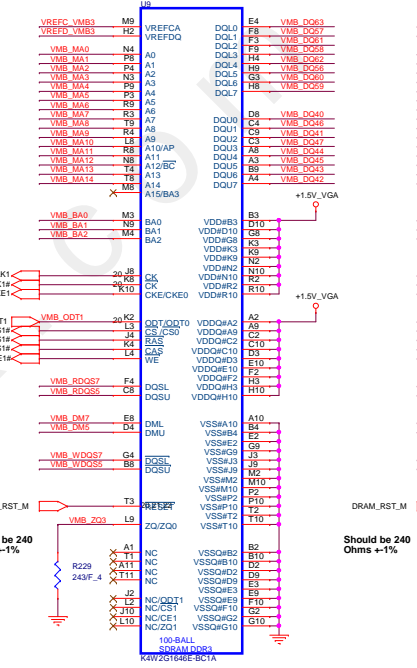 U9
VREFC_VMB3 M9 VREFCA
VREFD_VMB3 H2 VREFDQ
VMB_MA0 N4 A0
VMB_MA1 P8 A1
VMB_MA2 P4 A2
VMB_MA3 N3 A3
VMB_MA4 P9 A4
VMB_MA5 P3 A5
VMB_MA6 R9 A6
VMB_MA7 R3 A7
VMB_MA8 T9 A8
VMB_MA9 R4 A9
VMB_MA10 L8 A10/AP
VMB_MA11 R8 A11
VMB_MA12 N8 A12/BC
VMB_MA13 T4 A13
VMB_MA14 T8 A14
M8 A15/BA3
VMB_BA0 M3 BA0
VMB_BA1 N9 BA1
VMB_BA2 M4 BA2
K1 20 J8 CK
K1# 20 K8 CK
KE1 K10 CKE/CKE0
T1 VMB_ODT1 20 K2 ODT/ODT0
S1# L3 CS/CS0
S1# J4 RAS
S1# K4 CAS
E1# L4 WE
VMB_RDQS7 F4 DQSL
VMB_RDQS5 C8 DQSU
VMB_DM7 E8 DML
VMB_DM5 D4 DMU
VMB_WDQS7 G4 DQSL
VMB_WDQS5 B8 DQSU
_RST_M T3 RESET
VMB_ZQ3 L9 ZQ/ZQ0
be 240
+-1%
R229
243/F_4
A1 NC
T1 NC
A11 NC
T11 NC
J2 NC/ODT1
L2 NC/CS1
J10 NC/CE1
L10 NC/ZQ1
DQL0 E4 VMB_DQ63
DQL1 F8 VMB_DQ57
DQL2 F3 VMB_DQ61
DQL3 F9 VMB_DQ58
DQL4 H4 VMB_DQ62
DQL5 H9 VMB_DQ56
DQL6 G3 VMB_DQ60
DQL7 H8 VMB_DQ59
DQU0 D8 VMB_DQ40
DQU1 C4 VMB_DQ46
DQU2 C9 VMB_DQ41
DQU3 C3 VMB_DQ47
DQU4 A8 VMB_DQ44
DQU5 A3 VMB_DQ45
DQU6 B9 VMB_DQ43
DQU7 A4 VMB_DQ42
+1.5V_VGA
VDD#B3 B3
VDD#D10 D10
VDD#G8 G8
VDD#K3 K3
VDD#K9 K9
VDD#N2 N2
VDD#N10 N10
VDD#R2 R2
VDD#R10 R10
+1.5V_VGA
VDDQ#A2 A2
VDDQ#A9 A9
VDDQ#C2 C2
VDDQ#C10 C10
VDDQ#D3 D3
VDDQ#E10 E10
VDDQ#F2 F2
VDDQ#H3 H3
VDDQ#H10 H10
VSS#A10 A10
VSS#B4 B4
VSS#E2 E2
VSS#G9 G9
VSS#J3 J3
VSS#J9 J9
VSS#M2 M2
VSS#M10 M10
VSS#P2 P2
VSS#P10 P10
VSS#T2 T2
VSS#T10 T10
VSSQ#B2 B2
VSSQ#B10 B10
VSSQ#D2 D2
VSSQ#D9 D9
VSSQ#E3 E3
VSSQ#E9 E9
VSSQ#F10 F10
VSSQ#G2 G2
VSSQ#G10 G10
DRAM_RST_M
Should be 240
Ohms +-1%
100-BALL
SDRAM DDR3
K4W2G1646E-BC1A